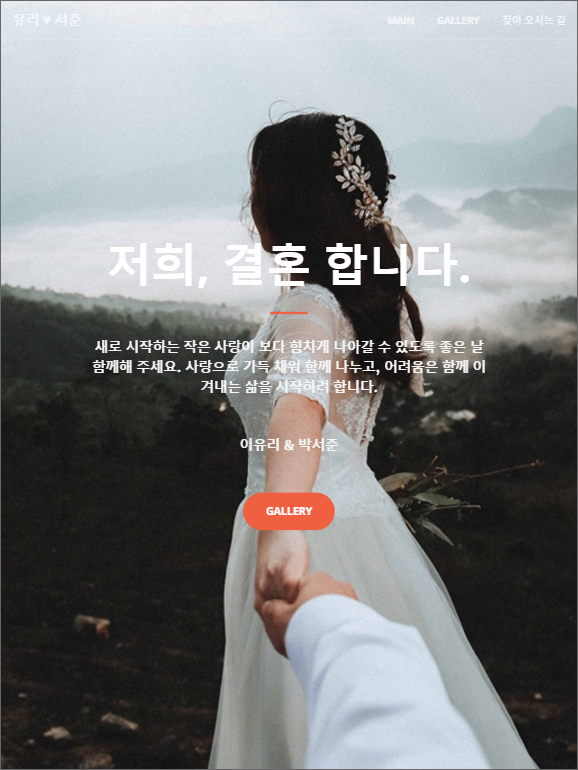 유리 ♥ 서준
MAIN GALLERY 찾아 오시는 길
저희, 결혼 합니다.
새로 시작하는 작은 사랑이 보다 힘차게 나아갈 수 있도록 좋은 날
함께해 주세요. 사랑으로 가득 채워 함께 나누고, 어려움은 함께 이
겨내는 삶을 시작하려 합니다.
이유리 & 박서준
GALLERY